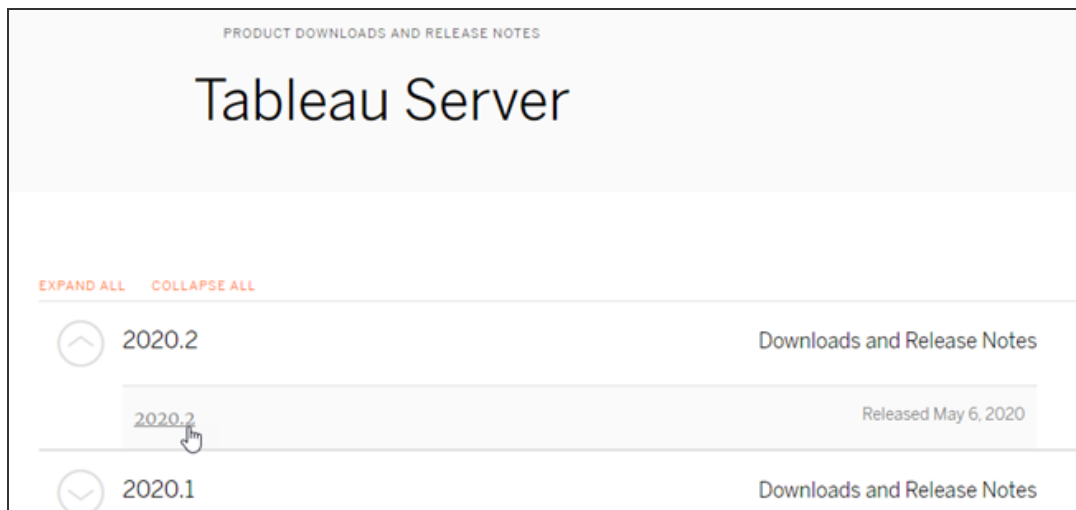 PRODUCT DOWNLOADS AND RELEASE NOTES
Tableau Server
EXPAND ALL COLLAPSE ALL
2020.2 Downloads and Release Notes
2020.2 Released May 6, 2020
2020.1 Downloads and Release Notes